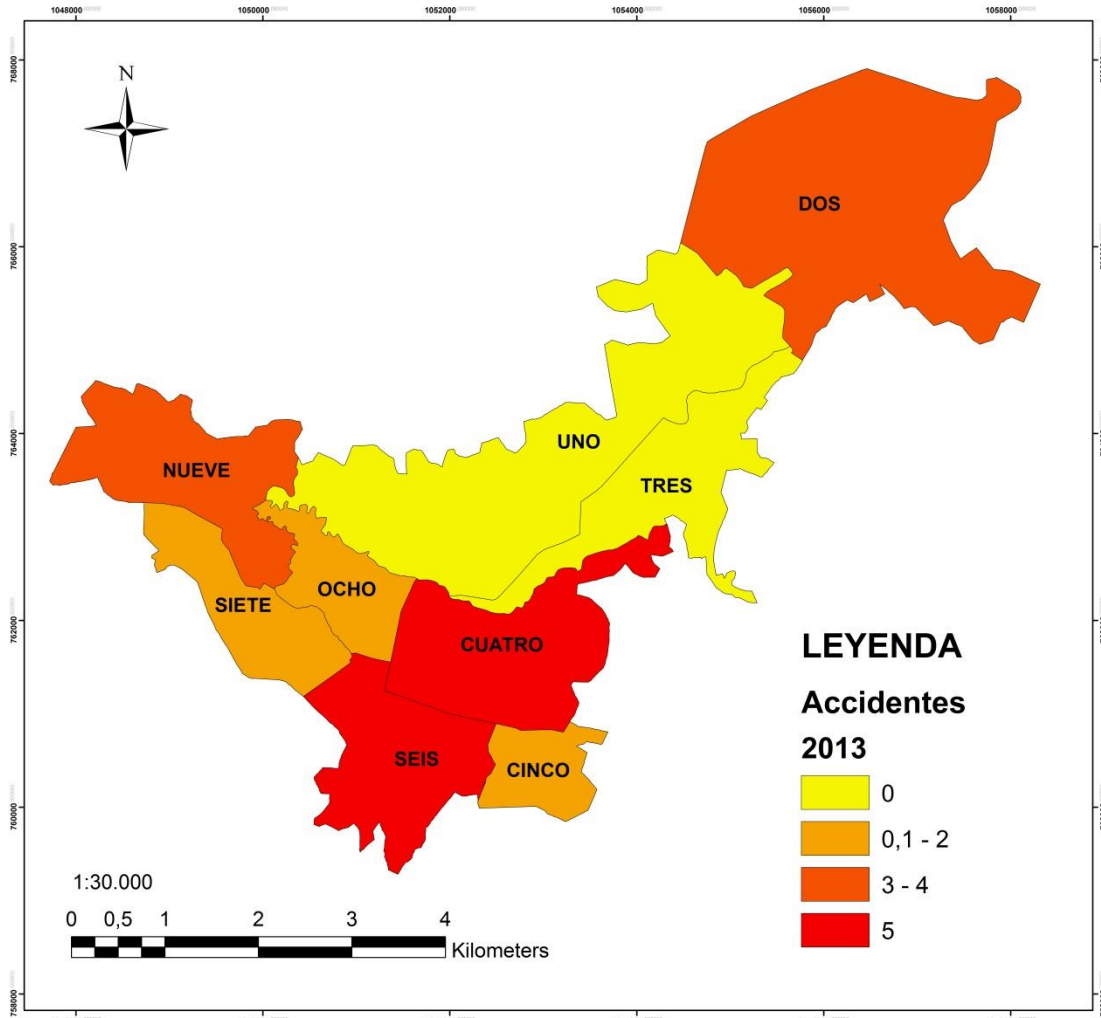 1048000 1050000 1052000 1054000 1056000 1058000
768000
N
DOS
766000
764000
UNO
NUEVE
TRES
OCHO
SIETE
762000
CUATRO
LEYENDA
Accidentes
2013
SEIS
CINCO
0
760000
0,1 - 2
3 - 4
5
1:30.000
0 0,5 1 2 3 4
Kilometers
758000